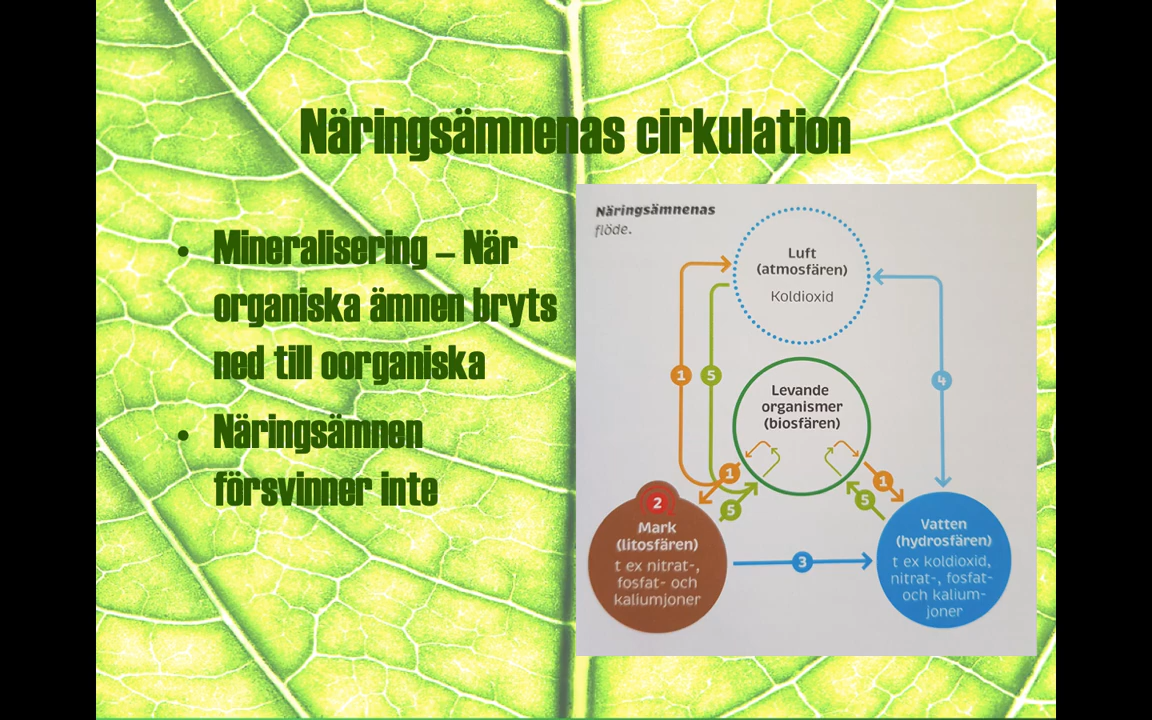 Näringsämnenas cirkulation
• Mineralisering – När
organiska ämnen bryts
ned till oorganiska
• Näringsämnen
försvinner inte
Näringsämnenas
flöde.
Luft
(atmosfären)
Koldioxid
1
5
4
Levande
organismer
(biosfären)
1
1
5
5
2
Mark
(litosfären)
t ex nitrat-,
fosfat- och
kaliumjoner
3
Vatten
(hydrosfären)
t ex koldioxid,
nitrat-, fosfat-
och kalium-
joner